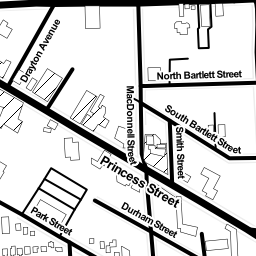 Drayton Avenue
North Bartlett Street
MacDonnell Street
South Bartlett Street
Smith Street
Princess Street
Park Street
Durham Street